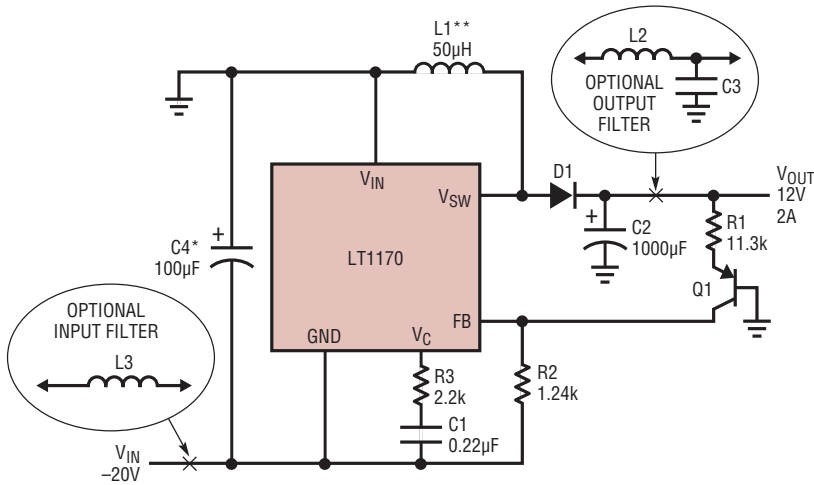 L1**
50µH
L2
C3
OPTIONAL
OUTPUT
FILTER
VIN
VSW
D1
VOUT
12V
2A
+
C2
1000µF
R1
11.3k
Q1
+
C4*
100µF
LT1170
GND
VC
FB
OPTIONAL
INPUT FILTER
L3
R3
2.2k
C1
0.22µF
R2
1.24k
VIN
–20V